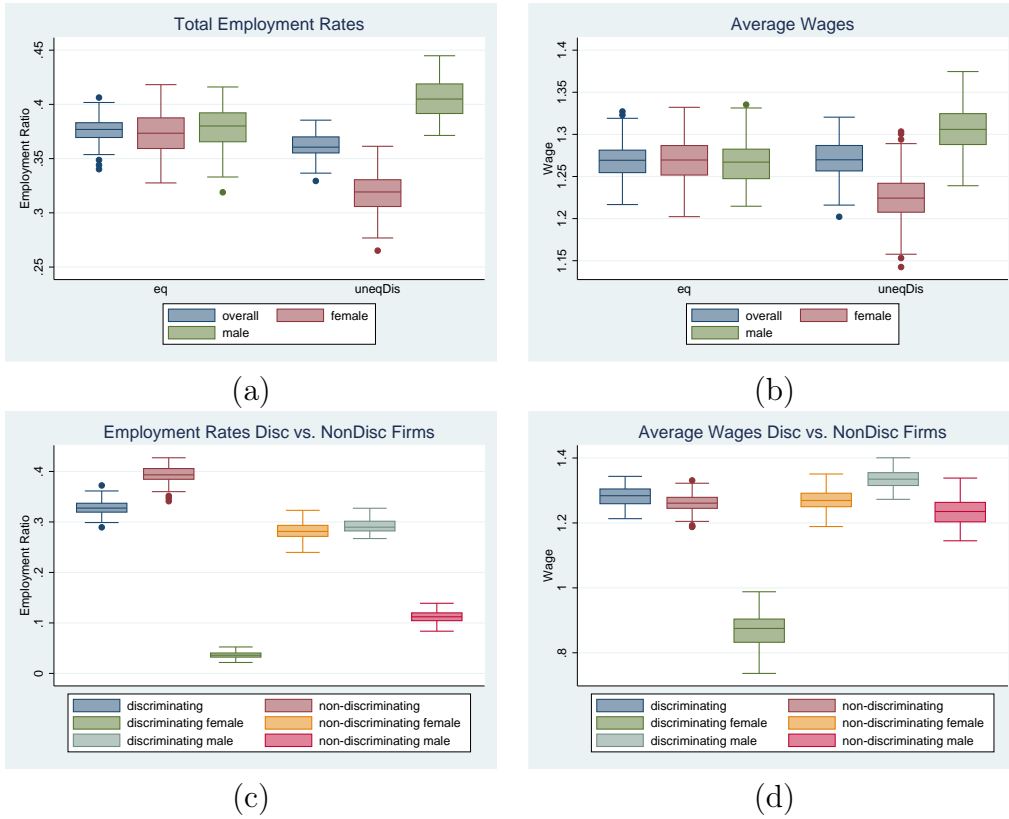 Total Employment Rates
Employment Ratio
.45
.4
.35
.3
.25
eq uneqDis
overall female
male
(a)
Average Wages
Wage
1.4
1.35
1.3
1.25
1.2
1.15
eq uneqDis
overall female
male
(b)
Employment Rates Disc vs. NonDisc Firms
Employment Ratio
.4
.3
.2
.1
0
discriminating non-discriminating
discriminating female non-discriminating female
discriminating male non-discriminating male
(c)
Average Wages Disc vs. NonDisc Firms
Wage
1.4
1.2
1
.8
discriminating non-discriminating
discriminating female non-discriminating female
discriminating male non-discriminating male
(d)